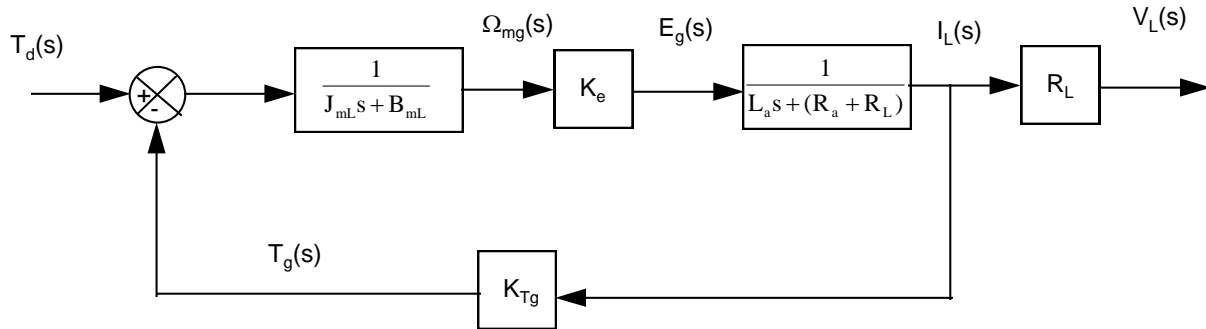 T_d(s)
+
-
1
J_mL s + B_mL
Ω_mg(s)
K_e
E_g(s)
1
L_a s + (R_a + R_L)
I_L(s)
R_L
V_L(s)
T_g(s)
K_Tg